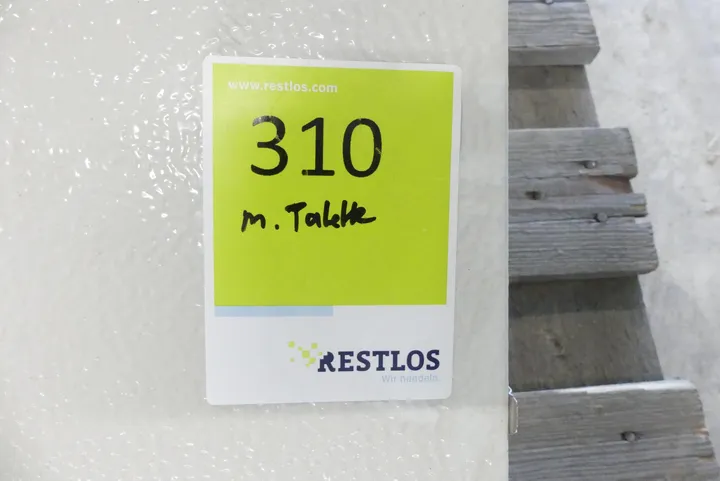 www.restlos.com
310
m. Palette
RESTLOS
Wir handeln.